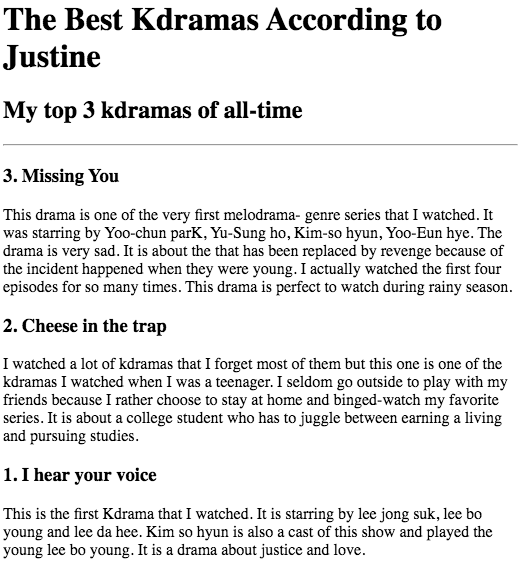 The Best Kdramas According to
Justine
My top 3 kdramas of all-time
3. Missing You
This drama is one of the very first melodrama- genre series that I watched. It
was starring by Yoo-chun parK, Yu-Sung ho, Kim-so hyun, Yoo-Eun hye. The
drama is very sad. It is about the that has been replaced by revenge because of
the incident happened when they were young. I actually watched the first four
episodes for so many times. This drama is perfect to watch during rainy season.
2. Cheese in the trap
I watched a lot of kdramas that I forget most of them but this one is one of the
kdramas I watched when I was a teenager. I seldom go outside to play with my
friends because I rather choose to stay at home and binged-watch my favorite
series. It is about a college student who has to juggle between earning a living
and pursuing studies.
1. I hear your voice
This is the first Kdrama that I watched. It is starring by lee jong suk, lee bo
young and lee da hee. Kim so hyun is also a cast of this show and played the
young lee bo young. It is a drama about justice and love.